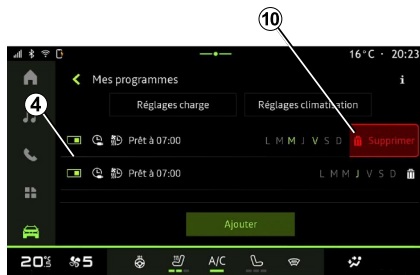 10
16°C · 20:23
Mes programmes
i
4
Réglages charge Réglages climatisation
Prêt à 07:00 L M M J V S D Supprimer
Prêt à 07:00 L M M J V S D
Ajouter
20°5 5 A/C